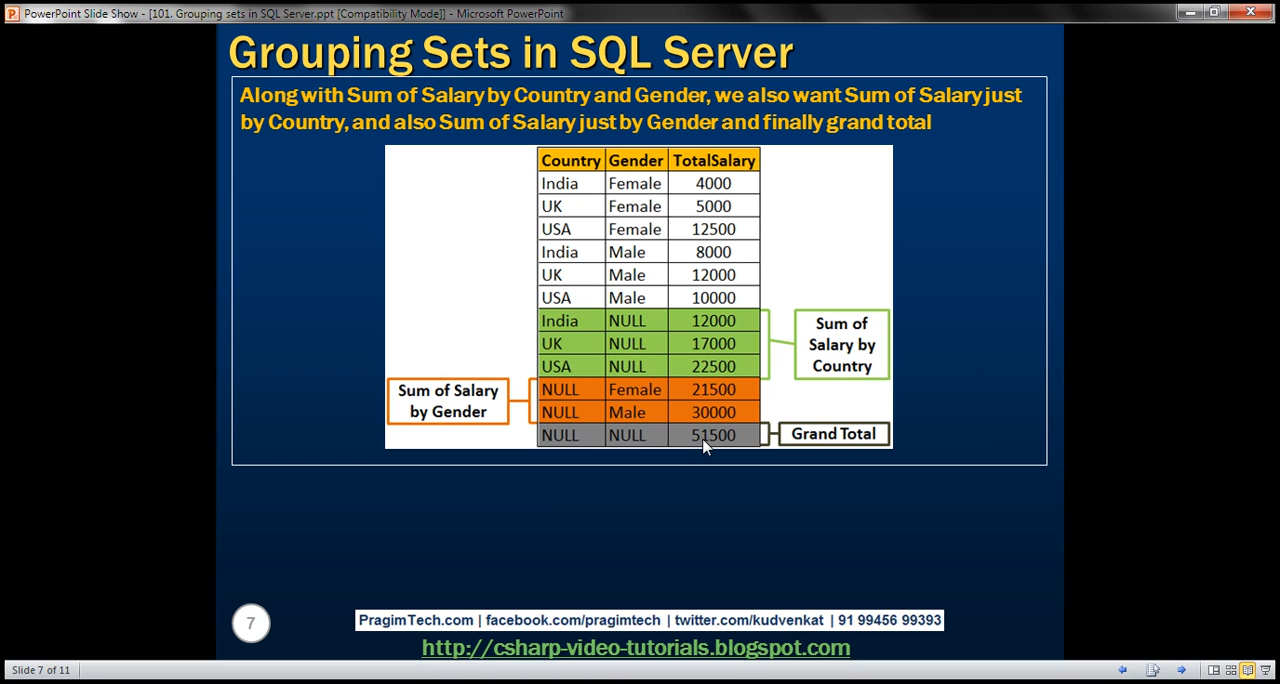 PowerPoint Slide Show - [101. Grouping sets in SQL Server.ppt [Compatibility Mode]] - Microsoft PowerPoint
Grouping Sets in SQL Server
Along with Sum of Salary by Country and Gender, we also want Sum of Salary just
by Country, and also Sum of Salary just by Gender and finally grand total
Country Gender TotalSalary
India Female 4000
UK Female 5000
USA Female 12500
India Male 8000
UK Male 12000
USA Male 10000
India NULL 12000
UK NULL 17000
USA NULL 22500
NULL Female 21500
NULL Male 30000
NULL NULL 51500
Sum of
Salary by
Country
Sum of Salary
by Gender
Grand Total
7
PragimTech.com | facebook.com/pragimtech | twitter.com/kudvenkat | 91 99456 99393
http://csharp-video-tutorials.blogspot.com
Slide 7 of 11